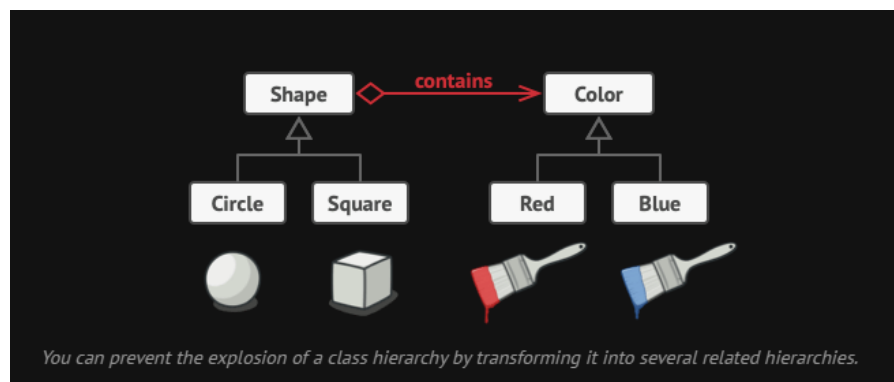 Shape
contains
Color
Circle
Square
Red
Blue
You can prevent the explosion of a class hierarchy by transforming it into several related hierarchies.